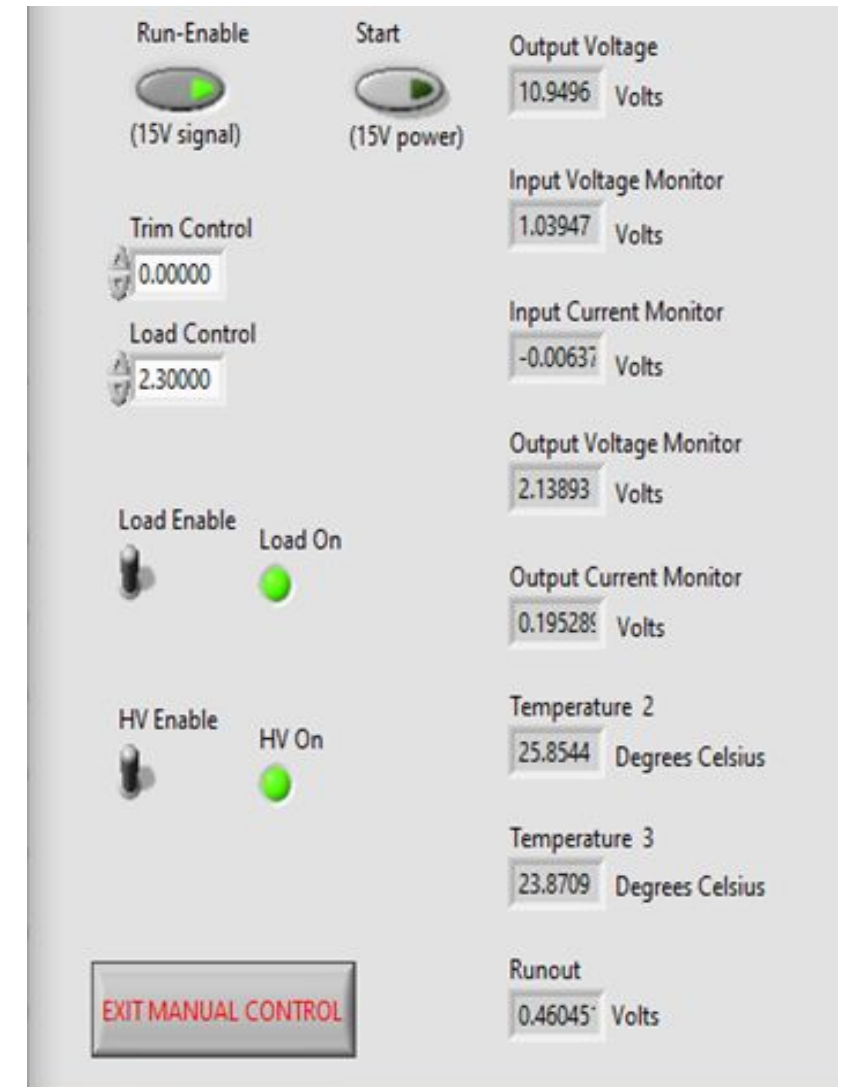 Run-Enable
(15V signal)
Start
(15V power)
Trim Control
0.00000
Load Control
2.30000
Load Enable
Load On
HV Enable
HV On
EXIT MANUAL CONTROL
Output Voltage
10.9496 Volts
Input Voltage Monitor
1.03947 Volts
Input Current Monitor
-0.00637 Volts
Output Voltage Monitor
2.13893 Volts
Output Current Monitor
0.195289 Volts
Temperature 2
25.8544 Degrees Celsius
Temperature 3
23.8709 Degrees Celsius
Runout
0.46045 Volts